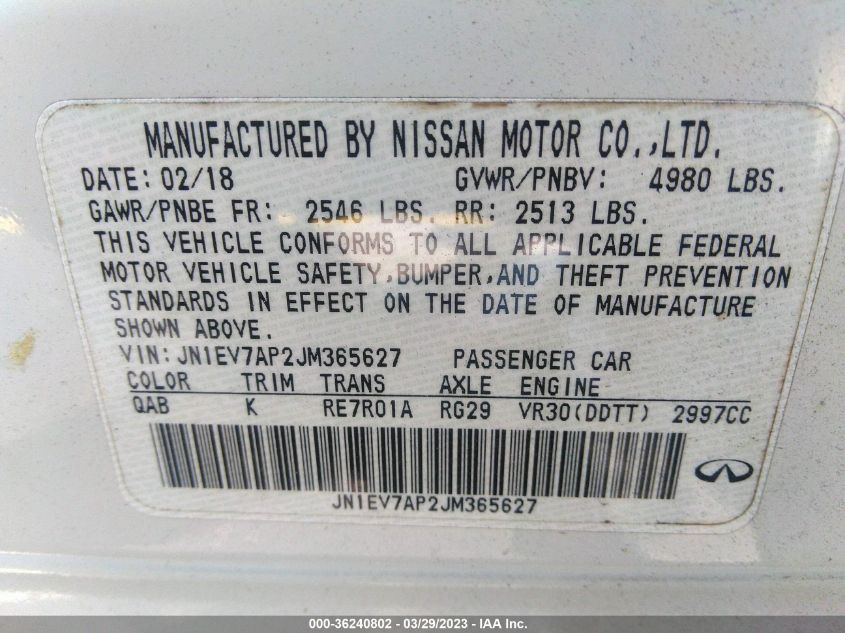 MANUFACTURED BY NISSAN MOTOR CO.,LTD.
DATE: 02/18 GVWR/PNBV: 4980 LBS.
GAWR/PNBE FR: 2546 LBS. RR: 2513 LBS.
THIS VEHICLE CONFORMS TO ALL APPLICABLE FEDERAL
MOTOR VEHICLE SAFETY,BUMPER,AND THEFT PREVENTION
STANDARDS IN EFFECT ON THE DATE OF MANUFACTURE
SHOWN ABOVE.
VIN: JN1EV7AP2JM365627 PASSENGER CAR
COLOR TRIM TRANS AXLE ENGINE
QAB K RE7R01A RG29 VR30(DDTT) 2997CC
JN1EV7AP2JM365627
000-36240802 - 03/29/2023 - IAA Inc.